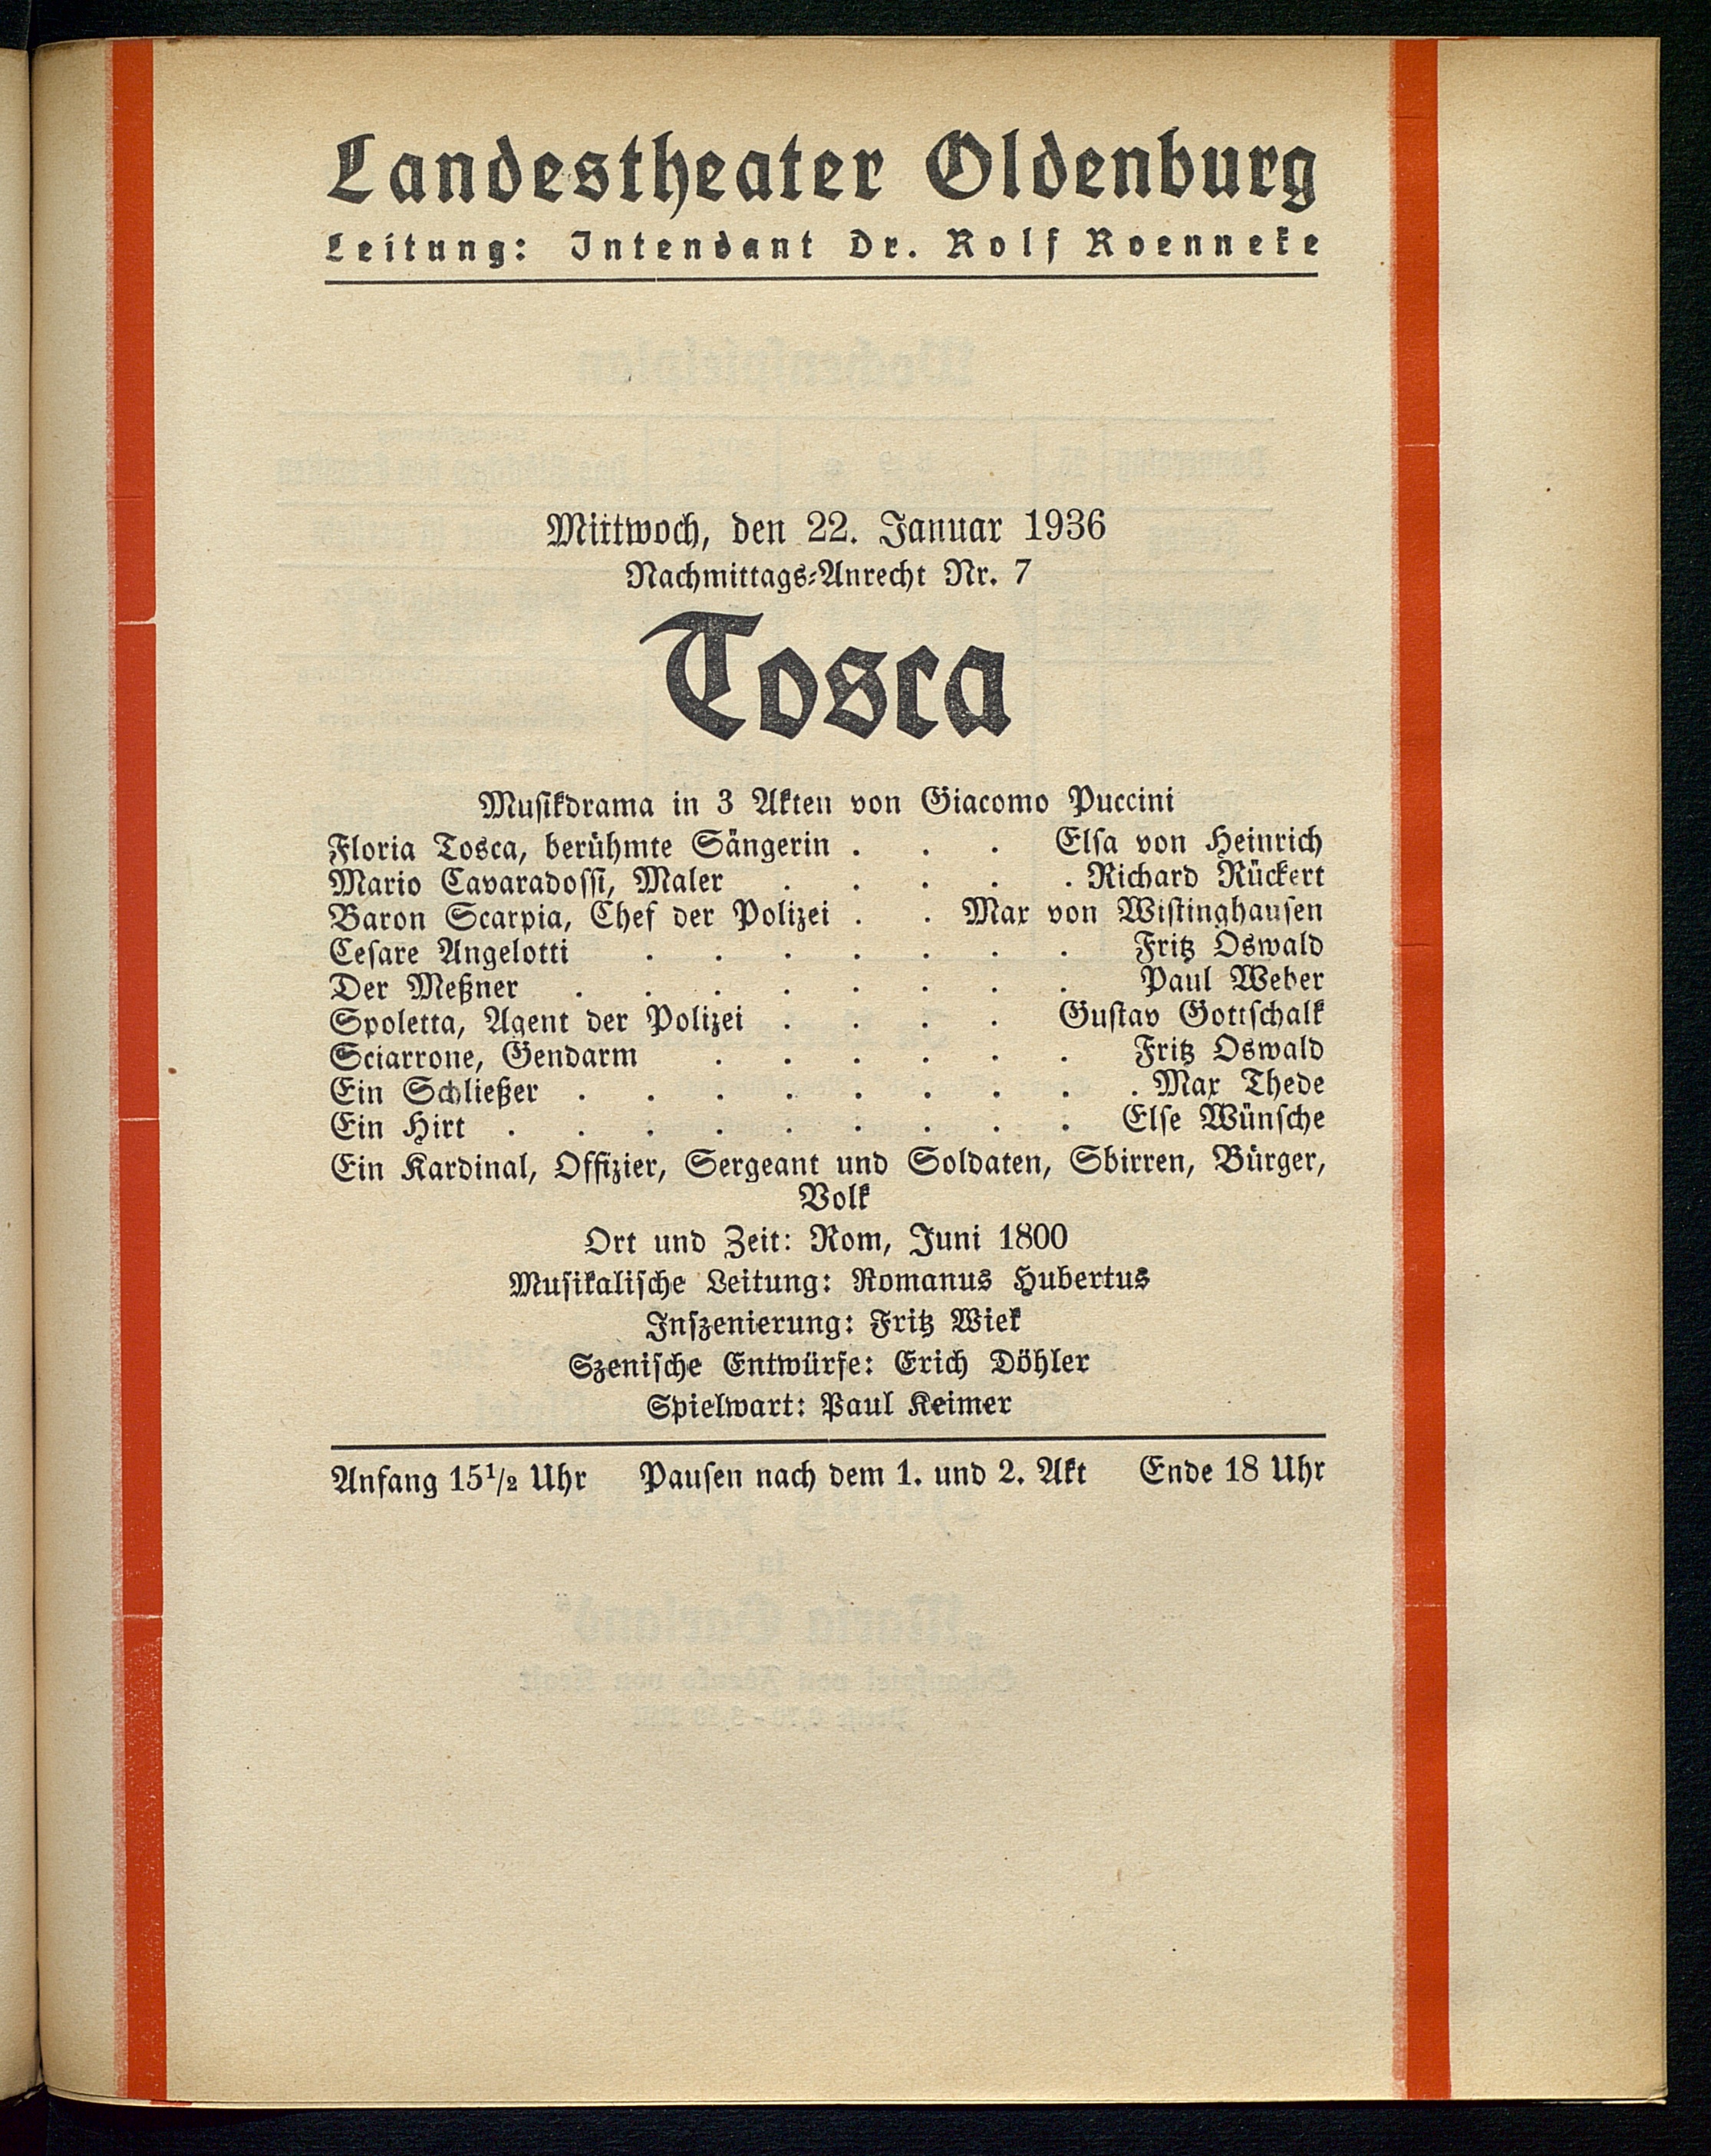 Landestheater Oldenburg
Leitung: Intendant Dr. Rolf Roenneke
Mittwoch, den 22. Januar 1936
Nachmittags-Anrecht Nr. 7
Tosca
Musikdrama in 3 Akten von Giacomo Puccini
Floria Tosca, berühmte Sängerin . . . Elsa von Heinrich
Mario Cavaradossi, Maler . . . . . Richard Rückert
Baron Scarpia, Chef der Polizei . . Max von Wistinghausen
Cesare Angelotti . . . . . . . Fritz Oswald
Der Meßner . . . . . . . . Paul Weber
Spoletta, Agent der Polizei . . . . Gustav Gottschalk
Sciarrone, Gendarm . . . . . . Fritz Oswald
Ein Schließer . . . . . . . . . Max Thede
Ein Hirt . . . . . . . . . Else Wünsche
Ein Kardinal, Offizier, Sergeant und Soldaten, Sbirren, Bürger,
Volk
Ort und Zeit: Rom, Juni 1800
Musikalische Leitung: Romanus Hubertus
Inszenierung: Fritz Wiek
Szenische Entwürfe: Erich Döhler
Spielwart: Paul Keimer
Anfang 15½ Uhr Pausen nach dem 1. und 2. Akt Ende 18 Uhr